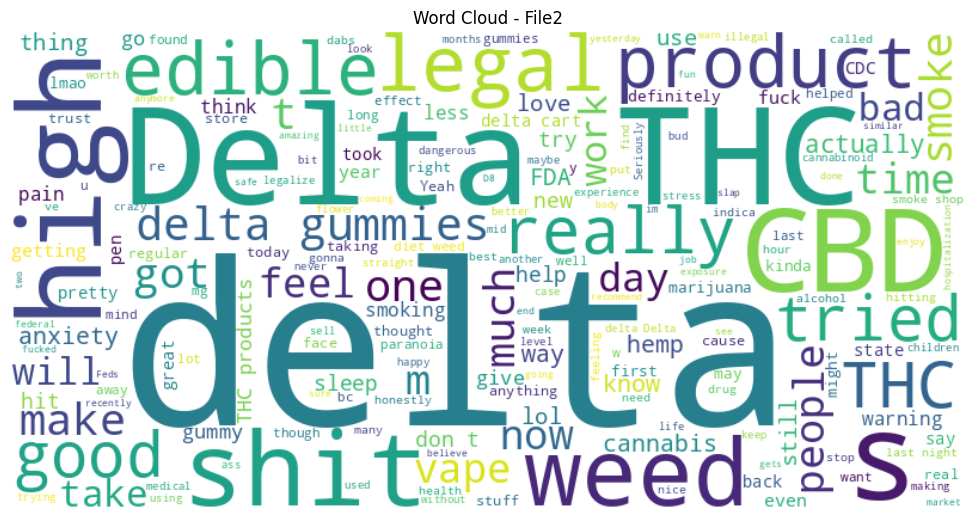 Word Cloud - File2
thing
go
found
dabs
look
months
gummies
yesterday
use
warn
illegal
called
lmao
worth
edible
legal
product
CDC
smoke
high
anymore
trust
store
think
t
effect
long
less
love
delta cart
definitely
fuck
helped
bad
fun
similar
try
work
find
Seriously
bud
actually
amazing
little
Delta
THC
re
bit
took
right
dangerous
maybe
y
year
Yeah
D8
FDA
put
cannabinoid
time
done
pain
u
safe
legalize
coming
new
experience
stress
slap
smoke shop
ve
crazy
flower
better
mid
body
im
indica
delta gummies
really
CBD
hospitalization
getting
pen
regular
today
gonna
taking
diet weed
best
another
well
job
last
hour
enjoy
two
got
mg
never
straight
help
case
exposure
kinda
pretty
mind
feel
one
much
day
recommend
marijuana
alcohol
hitting
tried
federal
anxiety
THC products
delta
smoking
end
sell
thought
week
delta Delta
see
cause
state
children
fucked
face
paranoia
level
way
feeling
w
hemp
people
might
will
Feds
away
great
lot
happy
sleep
m
give
first
may
know
drug
THC
hit
recently
sure
bc
honestly
going
anything
need
warning
make
gummy
though
many
lol
now
life
don t
cannabis
keep
still
say
believe
good
shit
ass
vape
weed
back
gets
stop
want
s
last night
real
take
trying
medical
using
used
health
without
stuff
nice
even
making
market